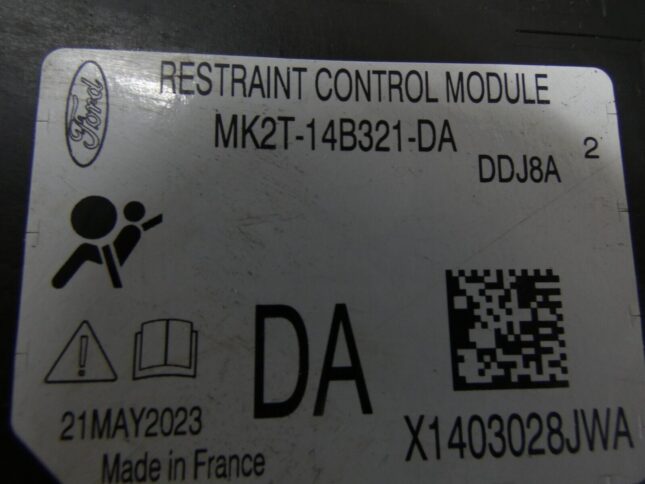 Ford
RESTRAINT CONTROL MODULE
MK2T-14B321-DA
DDJ8A
2
DA
21MAY2023
X1403028JWA
Made in France